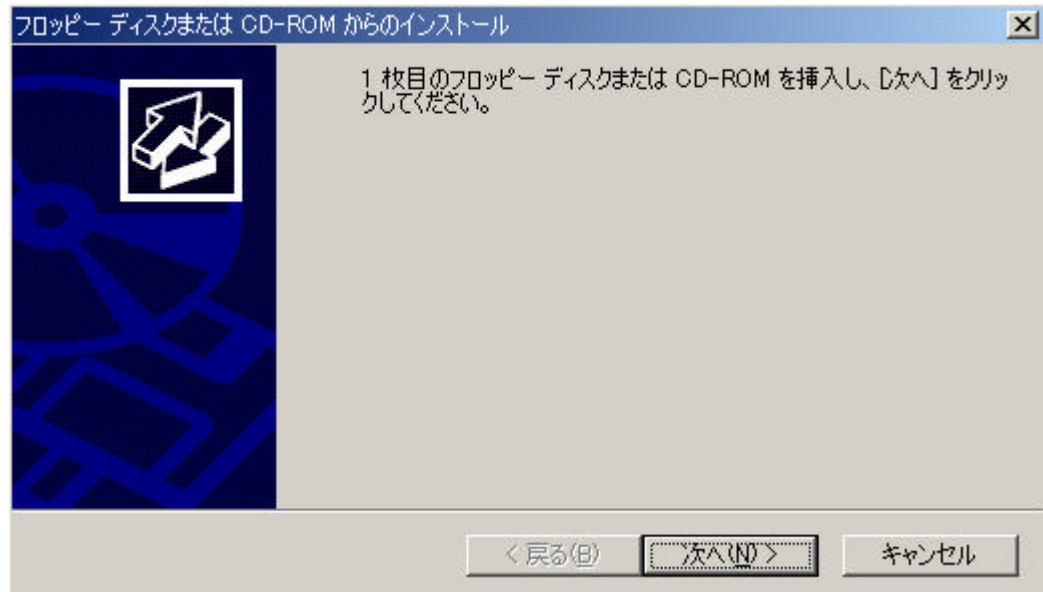 フロッピー ディスクまたは CD-ROM からのインストール
1 枚目のフロッピー ディスクまたは CD-ROM を挿入し、[次へ] をクリッ
クしてください。
< 戻る(B)
次へ(N) >
キャンセル